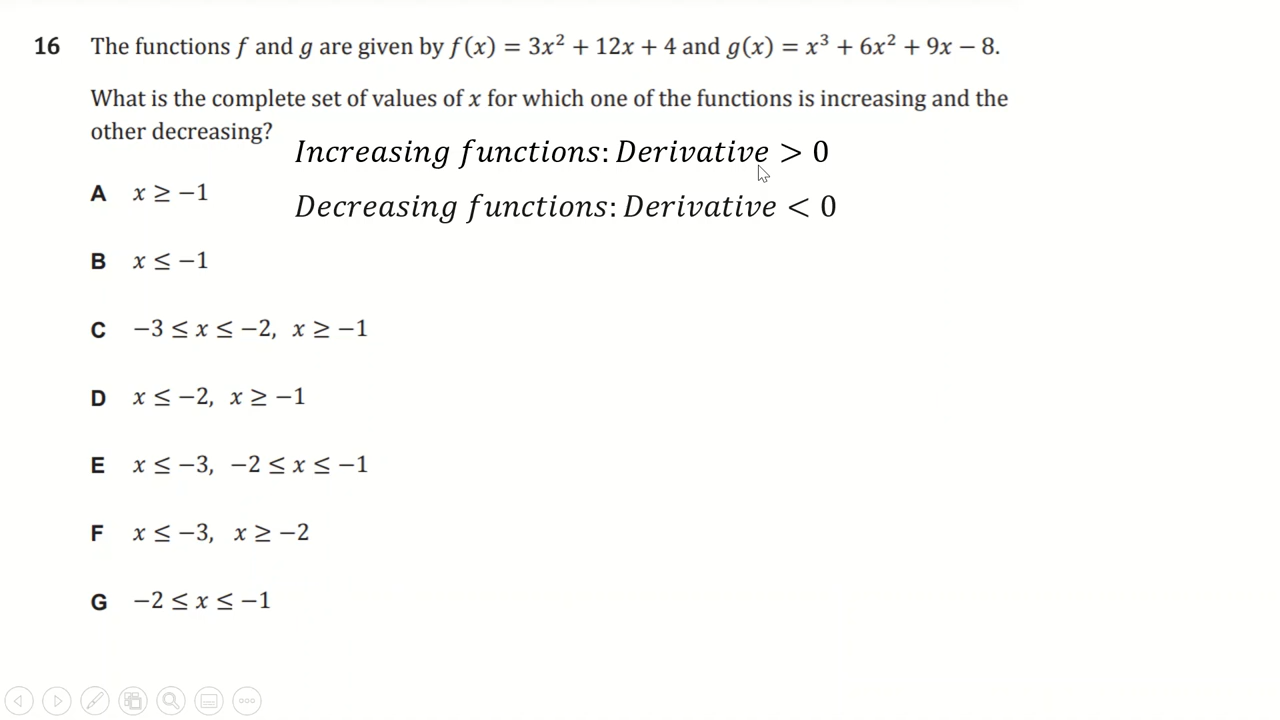 16 The functions f and g are given by f(x) = 3x² + 12x + 4 and g(x) = x³ + 6x² + 9x − 8.
What is the complete set of values of x for which one of the functions is increasing and the
other decreasing?
Increasing functions: Derivative > 0
A x ≥ −1
Decreasing functions: Derivative < 0
B x ≤ −1
C −3 ≤ x ≤ −2, x ≥ −1
D x ≤ −2, x ≥ −1
E x ≤ −3, −2 ≤ x ≤ −1
F x ≤ −3, x ≥ −2
G −2 ≤ x ≤ −1